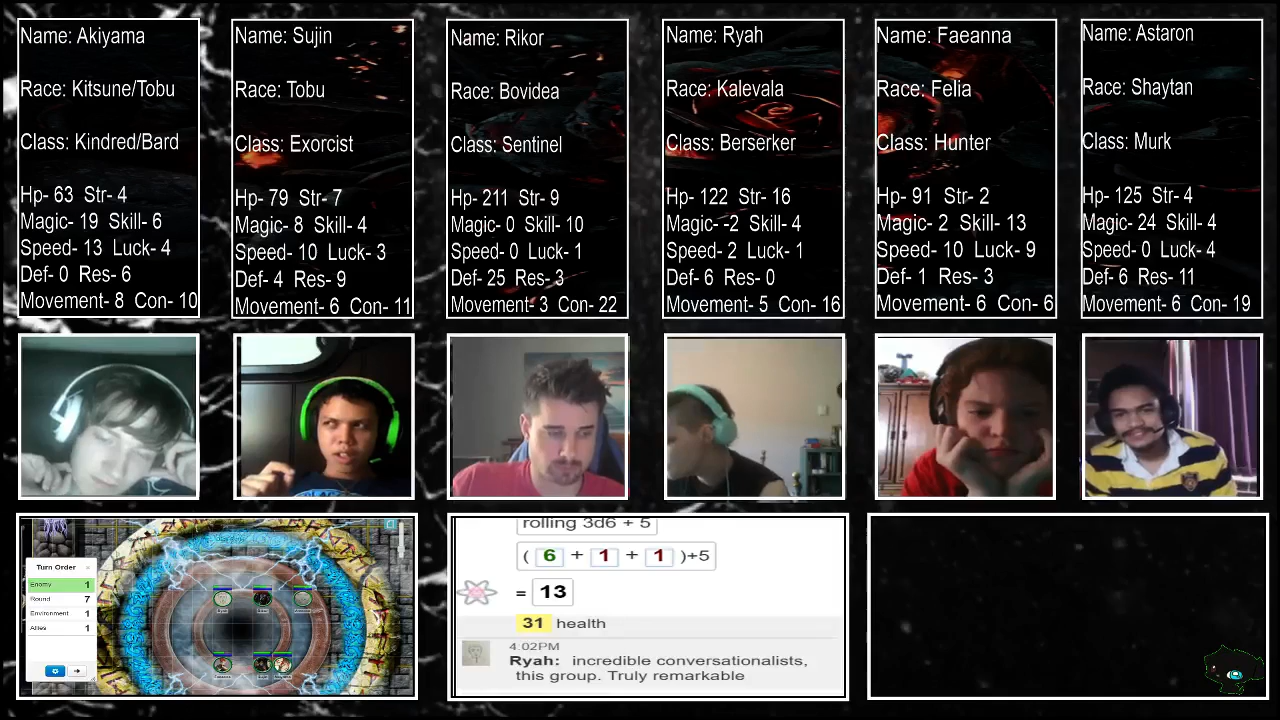 Name: Akiyama
Race: Kitsune/Tobu
Class: Kindred/Bard
Hp- 63 Str- 4
Magic- 19 Skill- 6
Speed- 13 Luck- 4
Def- 0 Res- 6
Movement- 8 Con- 10
Name: Sujin
Race: Tobu
Class: Exorcist
Hp- 79 Str- 7
Magic- 8 Skill- 4
Speed- 10 Luck- 3
Def- 4 Res- 9
Movement- 6 Con- 11
Name: Rikor
Race: Bovidea
Class: Sentinel
Hp- 211 Str- 9
Magic- 0 Skill- 10
Speed- 0 Luck- 1
Def- 25 Res- 3
Movement- 3 Con- 22
Name: Ryah
Race: Kalevala
Class: Berserker
Hp- 122 Str- 16
Magic- -2 Skill- 4
Speed- 2 Luck- 1
Def- 6 Res- 0
Movement- 5 Con- 16
Name: Faeanna
Race: Felia
Class: Hunter
Hp- 91 Str- 2
Magic- 2 Skill- 13
Speed- 10 Luck- 9
Def- 1 Res- 3
Movement- 6 Con- 6
Name: Astaron
Race: Shaytan
Class: Murk
Hp- 125 Str- 4
Magic- 24 Skill- 4
Speed- 0 Luck- 4
Def- 6 Res- 11
Movement- 6 Con- 19
Turn Order
Enemy 1
Round 7
Environment 1
Allies 1
rolling 3d6 + 5
( 6 + 1 + 1 )+5
= 13
31 health
4:02PM
Ryah: incredible conversationalists,
this group. Truly remarkable